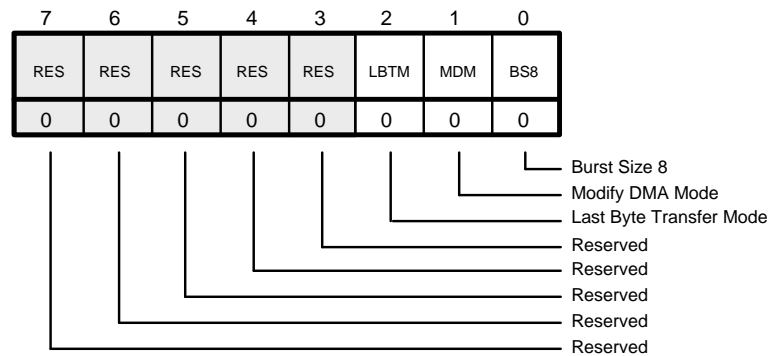 7 6 5 4 3 2 1 0
RES RES RES RES RES LBTM MDM BS8
0 0 0 0 0 0 0 0
Burst Size 8
Modify DMA Mode
Last Byte Transfer Mode
Reserved
Reserved
Reserved
Reserved
Reserved